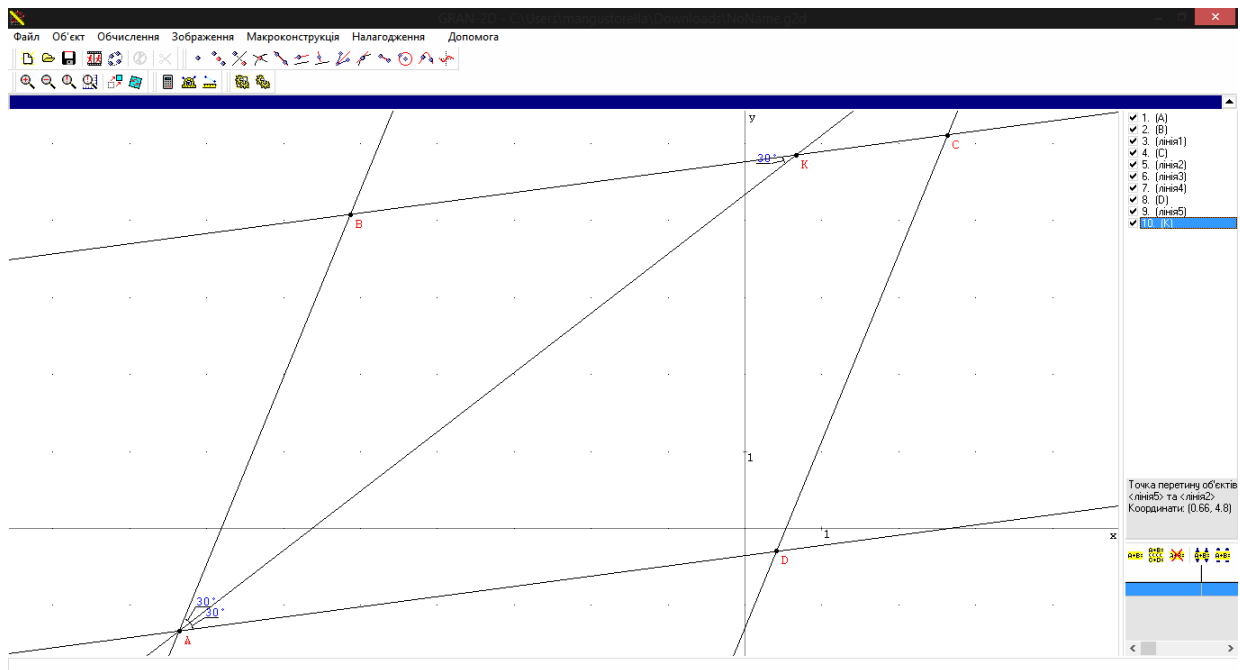 GRAN-2D - C:\Users\mangustorella\Downloads\NoName.g2d
Файл Об'єкт Обчислення Зображення Макроконструкція Налагодження Допомога
y
30°
K
C
B
1
1
x
D
30°
30°
A
1. (A)
2. (B)
3. (лінія1)
4. (C)
5. (лінія2)
6. (лінія3)
7. (лінія4)
8. (D)
9. (лінія5)
10. (K)
Точка перетину об'єктів
<лінія5> та <лінія2>
Координати: (0.66, 4.8)